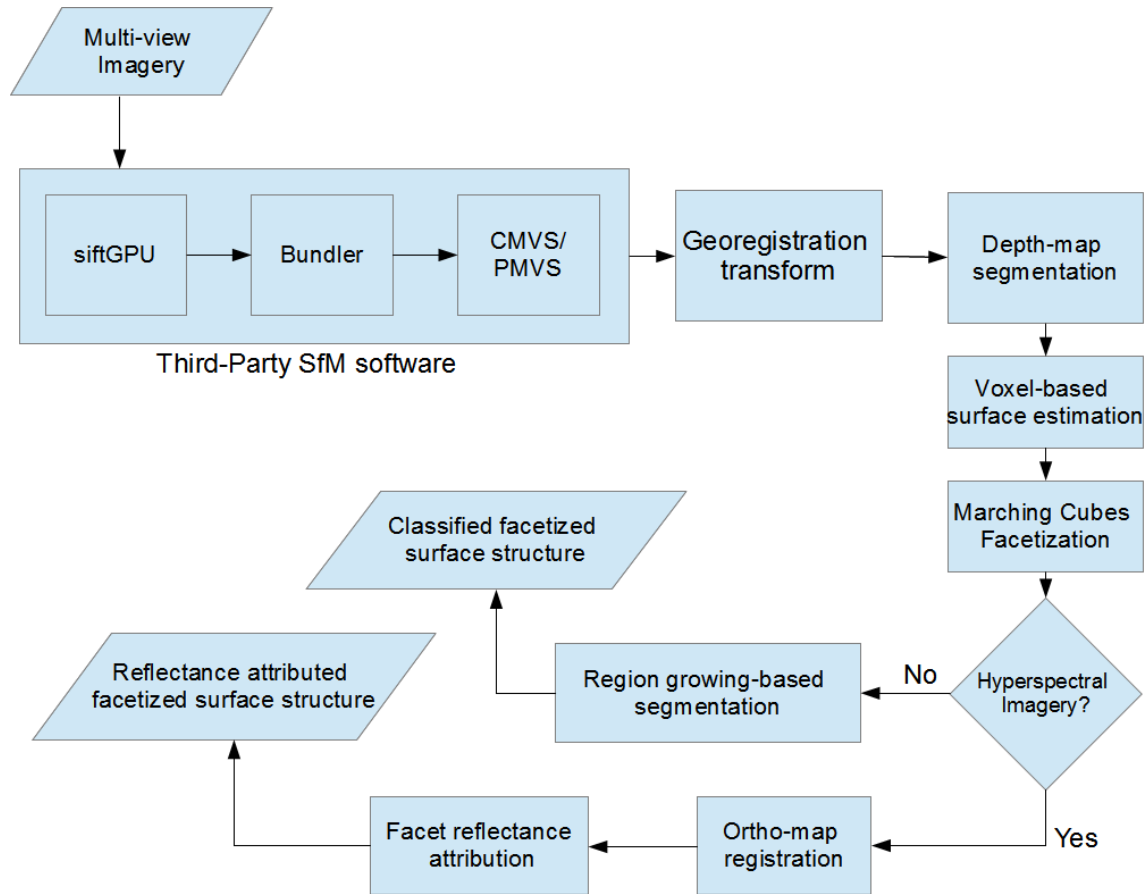 Multi-view
Imagery
siftGPU
Bundler
CMVS/
PMVS
Third-Party SfM software
Georegistration
transform
Depth-map
segmentation
Voxel-based
surface estimation
Marching Cubes
Facetization
Hyperspectral
Imagery?
No
Region growing-based
segmentation
Classified facetized
surface structure
Yes
Ortho-map
registration
Facet reflectance
attribution
Reflectance attributed
facetized surface structure